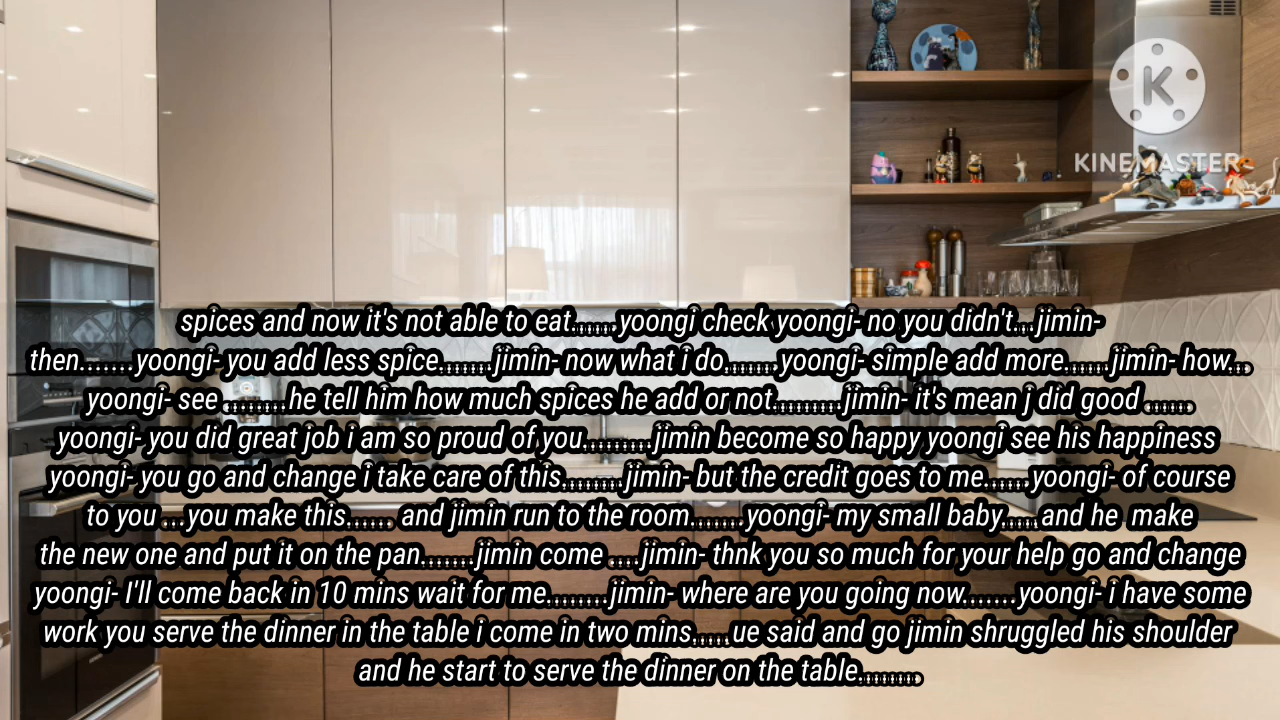 KINEMASTER
spices and now it's not able to eat.......yoongi check yoongi- no you didn't...jimin-
then.......yoongi- you add less spice........jimin- now what i do........yoongi- simple add more.......jimin- how...
yoongi- see .........he tell him how much spices he add or not..........jimin- it's mean j did good .......
yoongi- you did great job i am so proud of you..........jimin become so happy yoongi see his happiness
yoongi- you go and change i take care of this.........jimin- but the credit goes to me......yoongi- of course
to you ...you make this...... and jimin run to the room.......yoongi- my small baby.....and he make
the new one and put it on the pan.......jimin come ....jimin- thnk you so much for your help go and change
yoongi- I'll come back in 10 mins wait for me.........jimin- where are you going now.......yoongi- i have some
work you serve the dinner in the table i come in two mins.....ue said and go jimin shruggled his shoulder
and he start to serve the dinner on the table.........